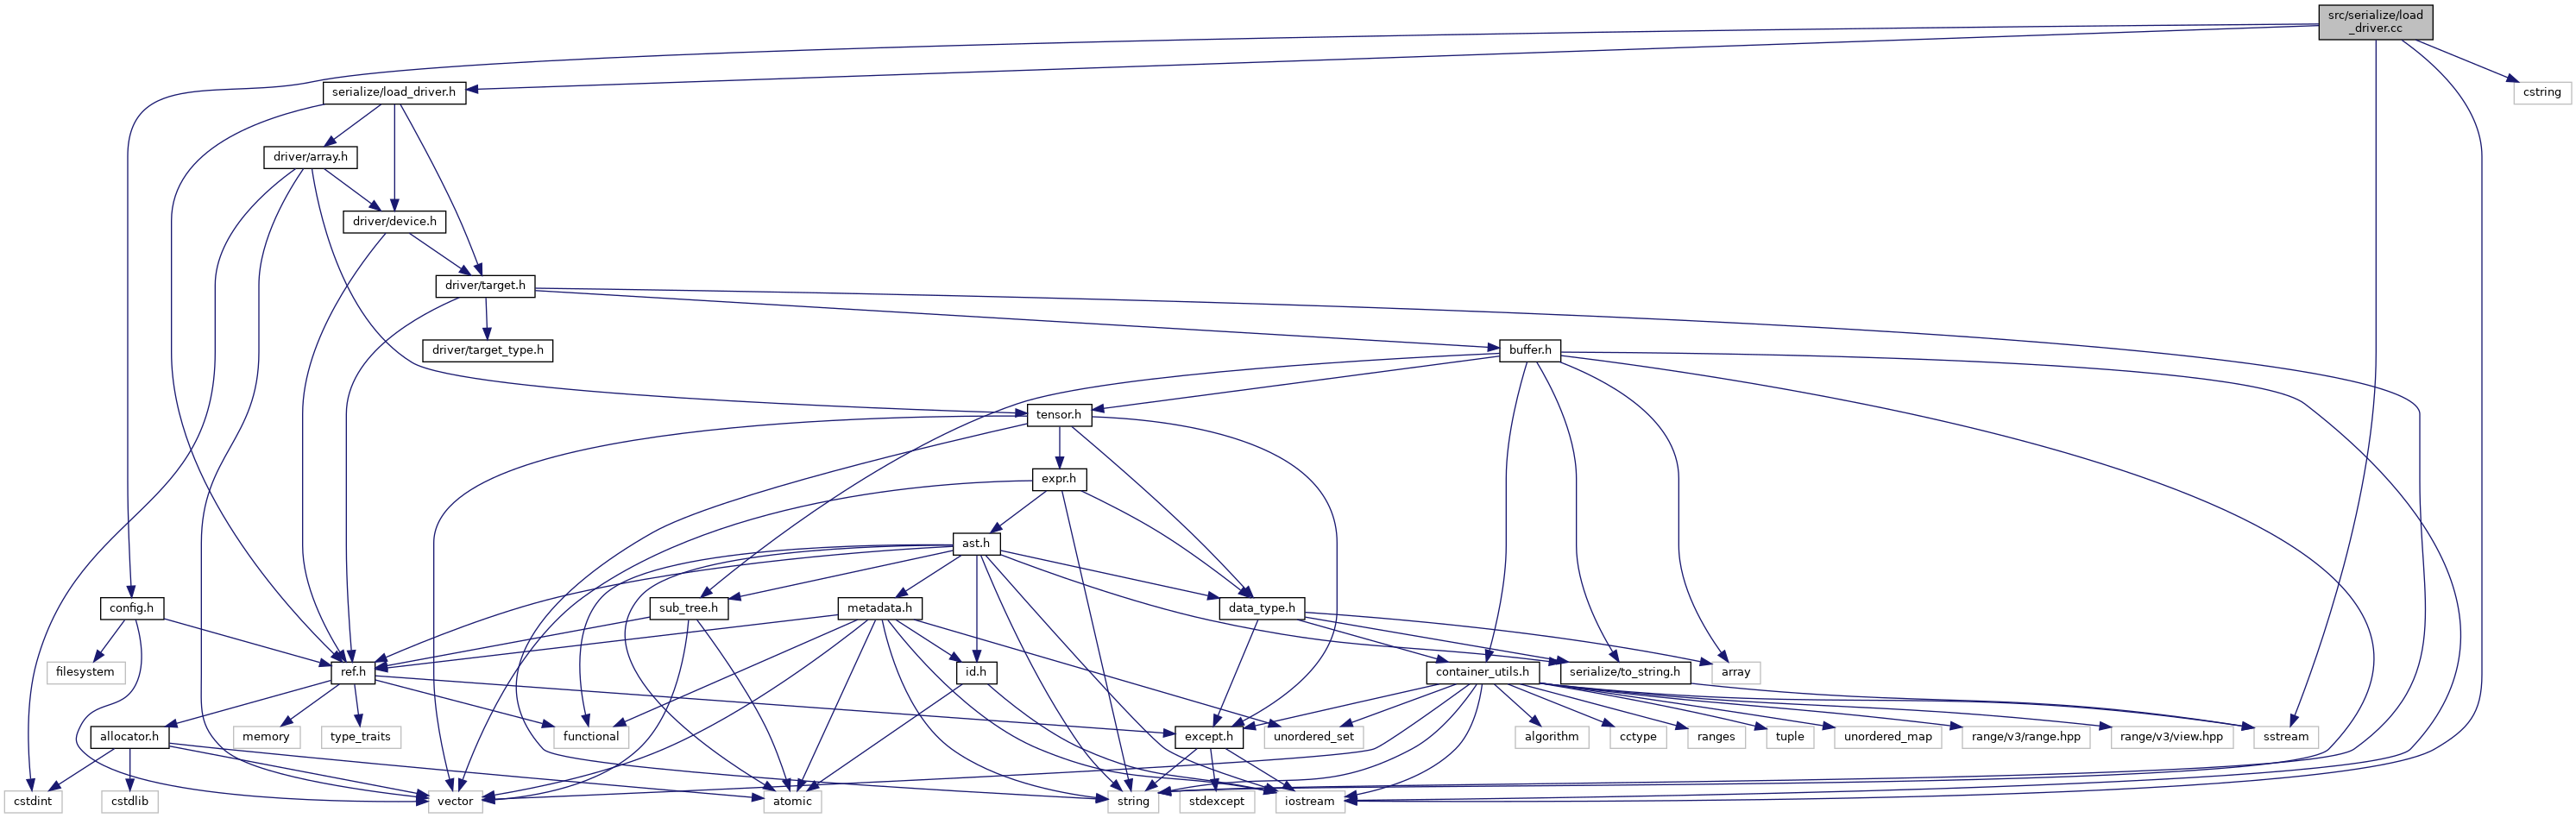 src/serialize/load
_driver.cc
serialize/load_driver.h
cstring
driver/array.h
driver/device.h
driver/target.h
driver/target_type.h
buffer.h
tensor.h
expr.h
ast.h
config.h
sub_tree.h
metadata.h
data_type.h
filesystem
ref.h
id.h
container_utils.h
serialize/to_string.h
array
allocator.h
memory
type_traits
functional
except.h
unordered_set
algorithm
cctype
ranges
tuple
unordered_map
range/v3/range.hpp
range/v3/view.hpp
sstream
cstdint
cstdlib
vector
atomic
string
stdexcept
iostream